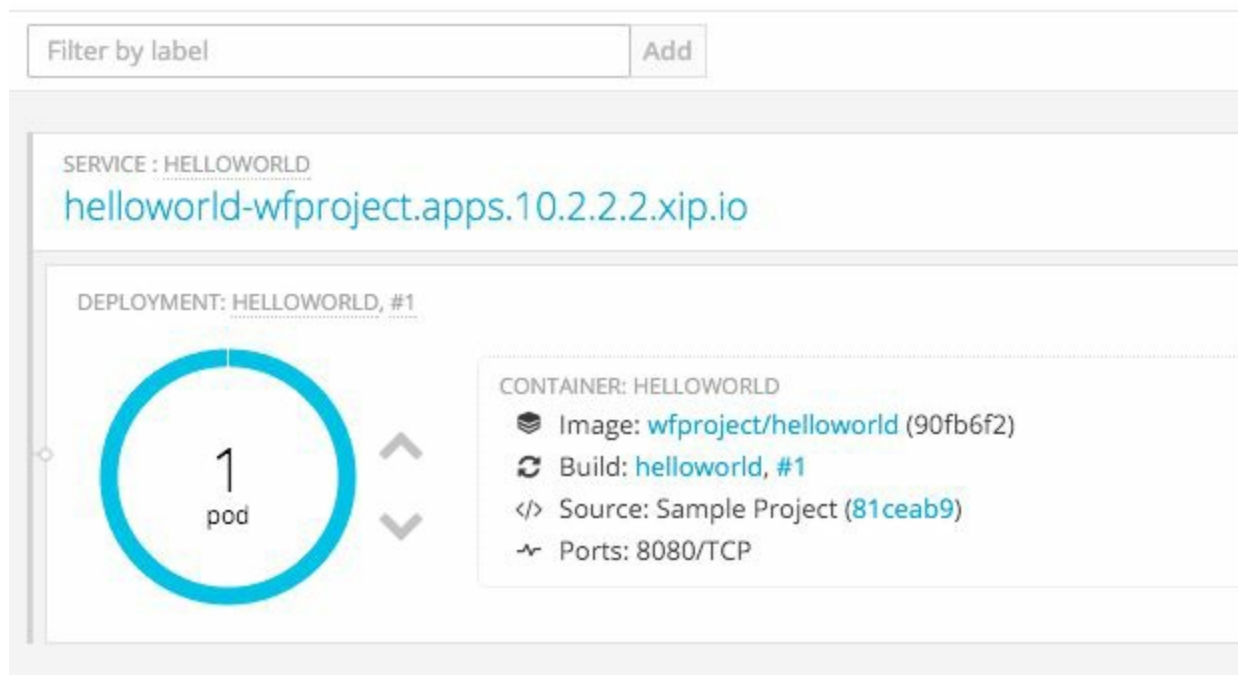 Filter by label Add
SERVICE : HELLOWORLD
helloworld-wfproject.apps.10.2.2.2.xip.io
DEPLOYMENT: HELLOWORLD, #1
1
pod
CONTAINER: HELLOWORLD
Image: wfproject/helloworld (90fb6f2)
Build: helloworld, #1
</> Source: Sample Project (81ceab9)
Ports: 8080/TCP